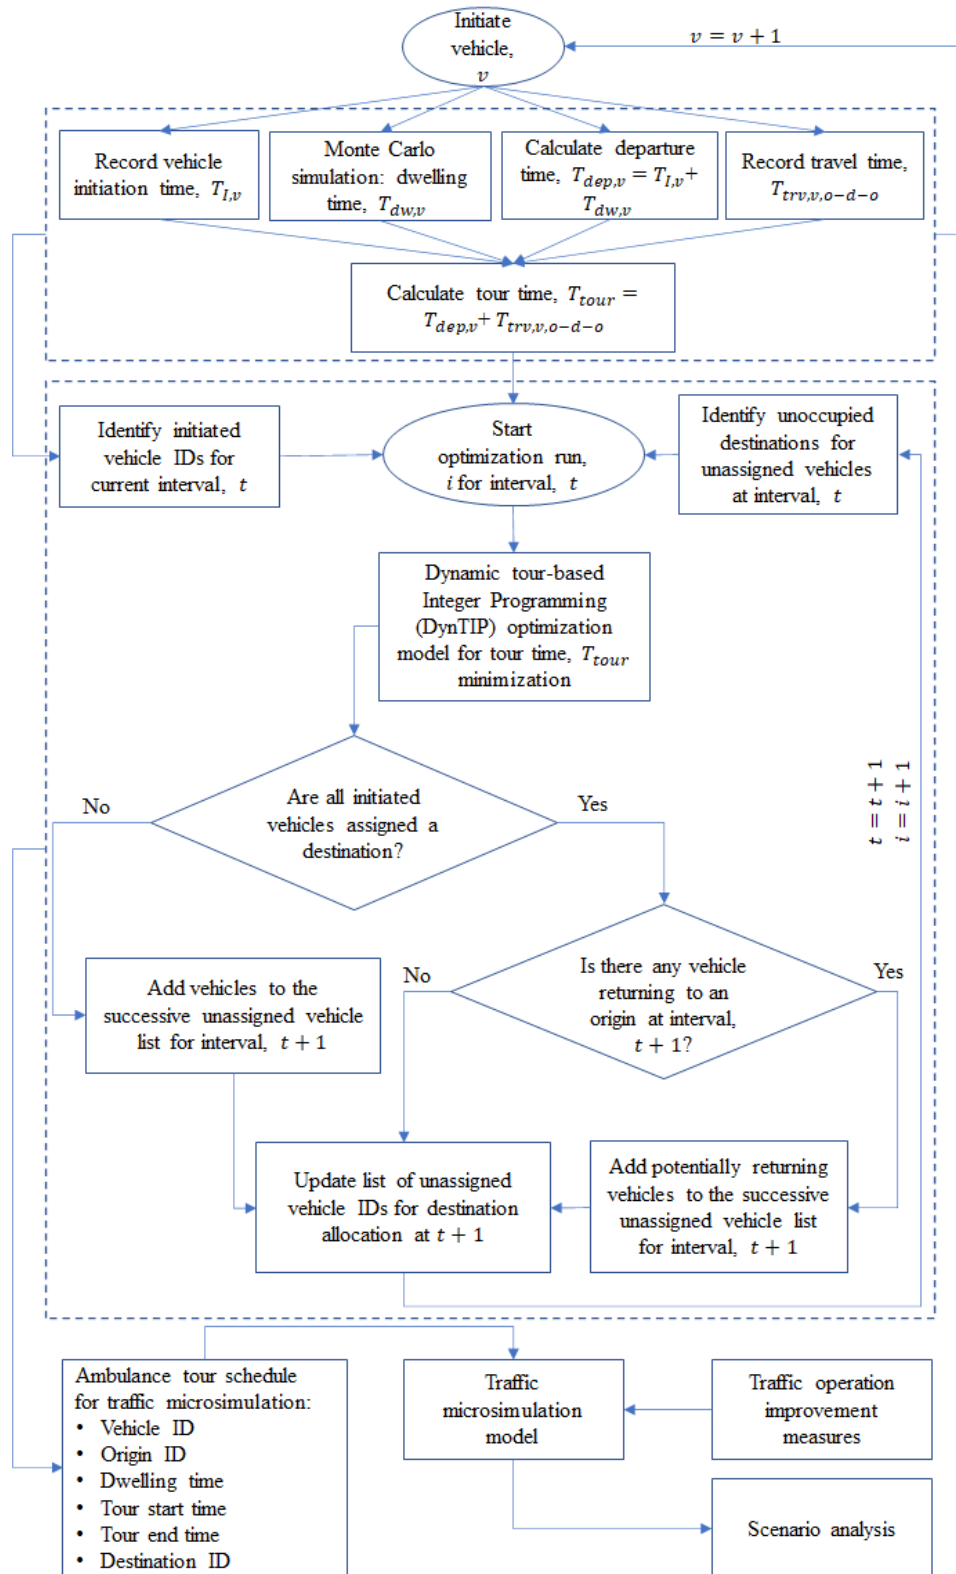 Initiate
vehicle,
v
v = v + 1
Record vehicle
initiation time, T_{I,v}
Monte Carlo
simulation: dwelling
time, T_{dw,v}
Calculate departure
time, T_{dep,v} = T_{I,v} +
T_{dw,v}
Record travel time,
T_{trv,v,o-d-o}
Calculate tour time, T_{tour} =
T_{dep,v} + T_{trv,v,o-d-o}
Identify initiated
vehicle IDs for
current interval, t
Start
optimization run,
i for interval, t
Identify unoccupied
destinations for
unassigned vehicles
at interval, t
Dynamic tour-based
Integer Programming
(DynTIP) optimization
model for tour time, T_{tour}
minimization
t = t + 1
i = i + 1
No
Are all initiated
vehicles assigned a
destination?
Yes
No
Is there any vehicle
returning to an
origin at interval,
t + 1?
Yes
Add vehicles to the
successive unassigned vehicle
list for interval, t + 1
Update list of unassigned
vehicle IDs for destination
allocation at t + 1
Add potentially returning
vehicles to the successive
unassigned vehicle list
for interval, t + 1
Ambulance tour schedule
for traffic microsimulation:
• Vehicle ID
• Origin ID
• Dwelling time
• Tour start time
• Tour end time
• Destination ID
Traffic
microsimulation
model
Traffic operation
improvement
measures
Scenario analysis